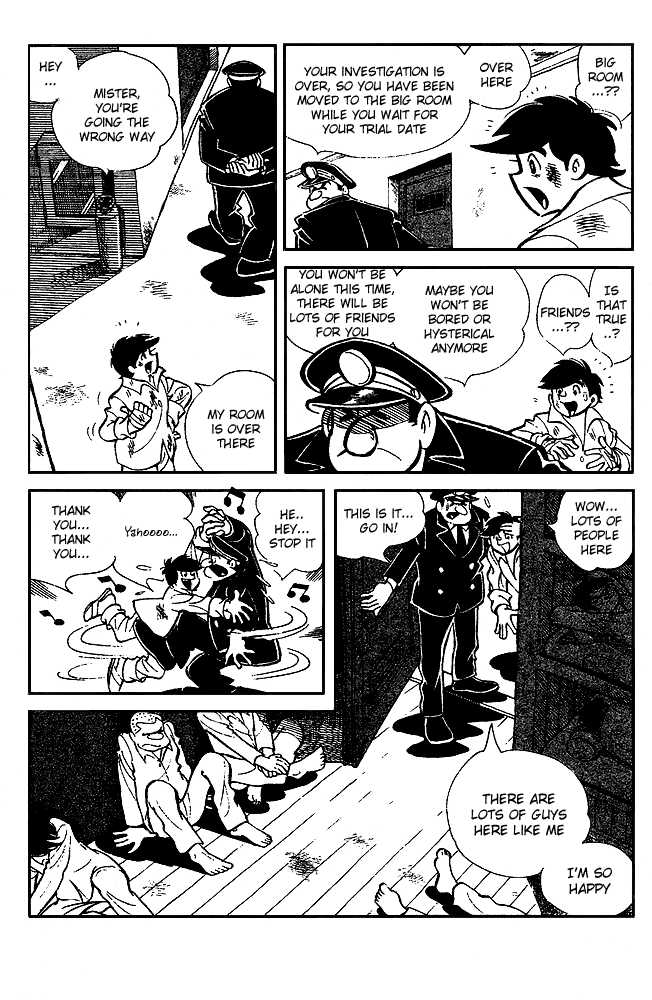 HEY
...
MISTER,
YOU'RE
GOING THE
WRONG WAY
MY ROOM
IS OVER
THERE
YOUR INVESTIGATION IS
OVER, SO YOU HAVE BEEN
MOVED TO THE BIG ROOM
WHILE YOU WAIT FOR
YOUR TRIAL DATE
OVER
HERE
BIG
ROOM
...??
YOU WON'T BE
ALONE THIS TIME,
THERE WILL BE
LOTS OF FRIENDS
FOR YOU
MAYBE YOU
WON'T BE
BORED OR
HYSTERICAL
ANYMORE
FRIENDS
...??
IS
THAT
TRUE
..?
THANK
YOU...
THANK
YOU...
Yahoooo...
HE..
HEY...
STOP IT
THIS IS IT...
GO IN!
WOW...
LOTS OF
PEOPLE
HERE
THERE ARE
LOTS OF GUYS
HERE LIKE ME
I'M SO
HAPPY